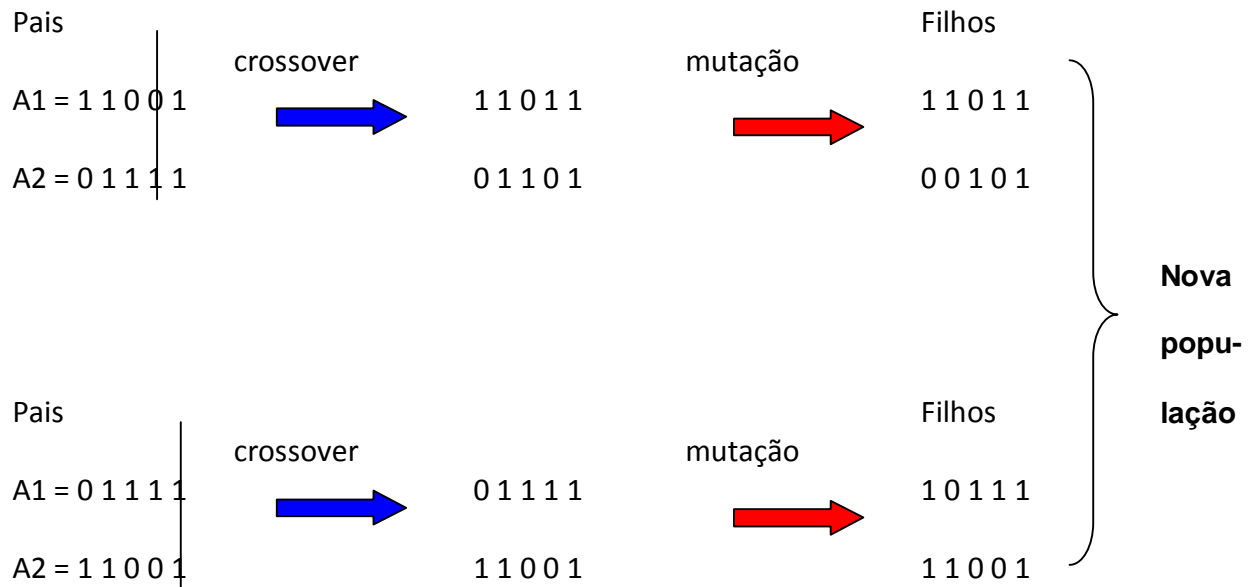 Pais Filhos
crossover mutação
A1 = 1 1 0 0 1 1 1 0 1 1 1 1 0 1 1
A2 = 0 1 1 1 1 0 1 1 0 1 0 0 1 0 1
Nova
popu-
lação
Pais Filhos
crossover mutação
A1 = 0 1 1 1 1 0 1 1 1 1 1 0 1 1 1
A2 = 1 1 0 0 1 1 1 0 0 1 1 1 0 0 1